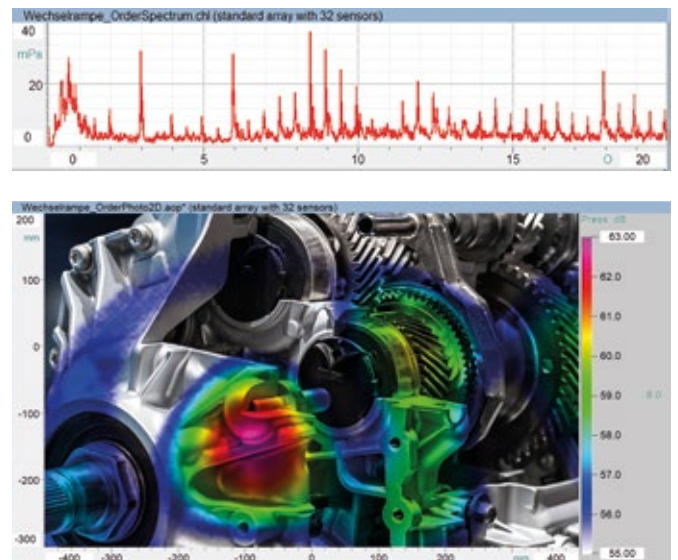 Wechselrampe_OrderSpectrum.chl (standard array with 32 sensors)
40
mPa
20
0
0 5 10 15 O 20
Wechselrampe_OrderPhoto2D.aop* (standard array with 32 sensors)
200
mm
100
0
-100
-200
-300
-400 -300 -200 -100 0 100 200 mm 400
Press dB
63.00
62.0
61.0
60.0
59.0 8.0
58.0
57.0
56.0
55.00